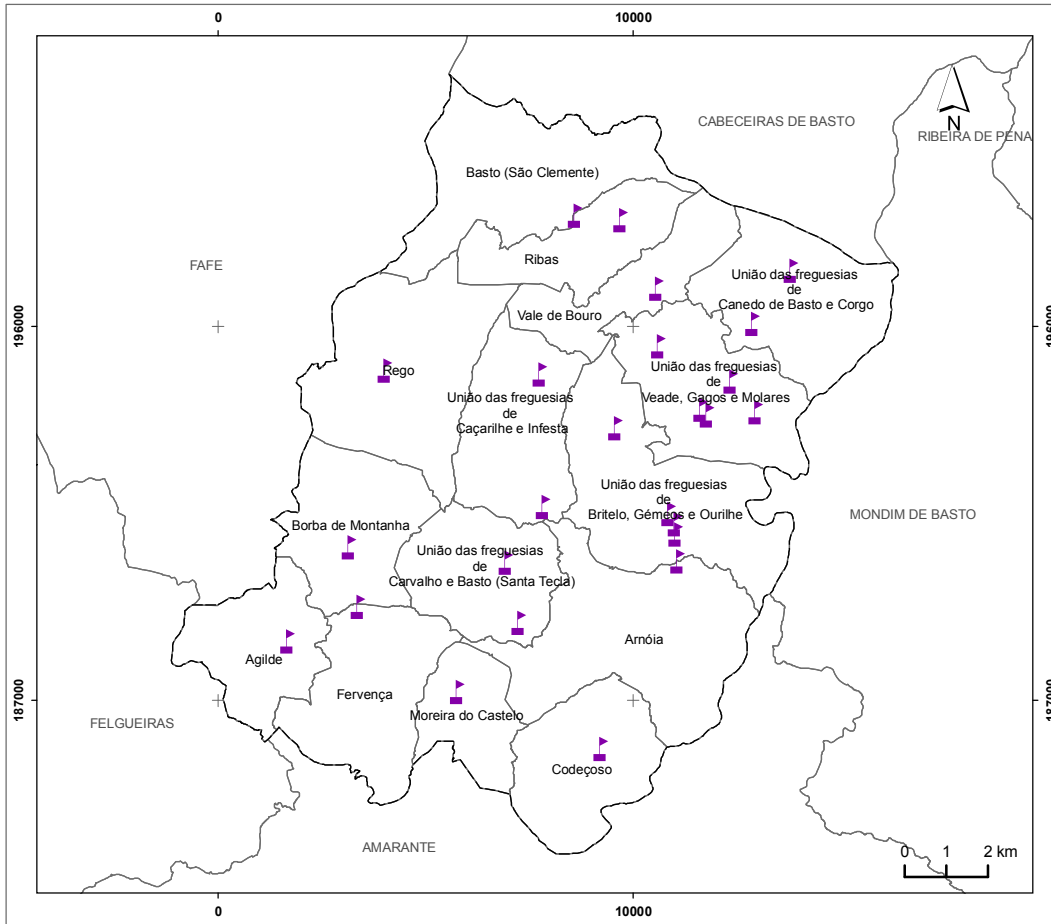 0
10000
CABECEIRAS DE BASTO
N
RIBEIRA DE PENA
Basto (São Clemente)
FAFE
Ribas
União das freguesias
de
Canedo de Basto e Corgo
196000
196000
Vale de Bouro
Rego
União das freguesias
de
Caçarilhe e Infesta
União das freguesias
de
Veade, Gagos e Molares
União das freguesias
de
Britelo, Gémeos e Ourilhe
MONDIM DE BASTO
Borba de Montanha
União das freguesias
de
Carvalho e Basto (Santa Tecla)
Arnóia
Agilde
Fervença
187000
187000
Moreira do Castelo
FELGUEIRAS
Codeçoso
AMARANTE
0 1 2 km
0
10000